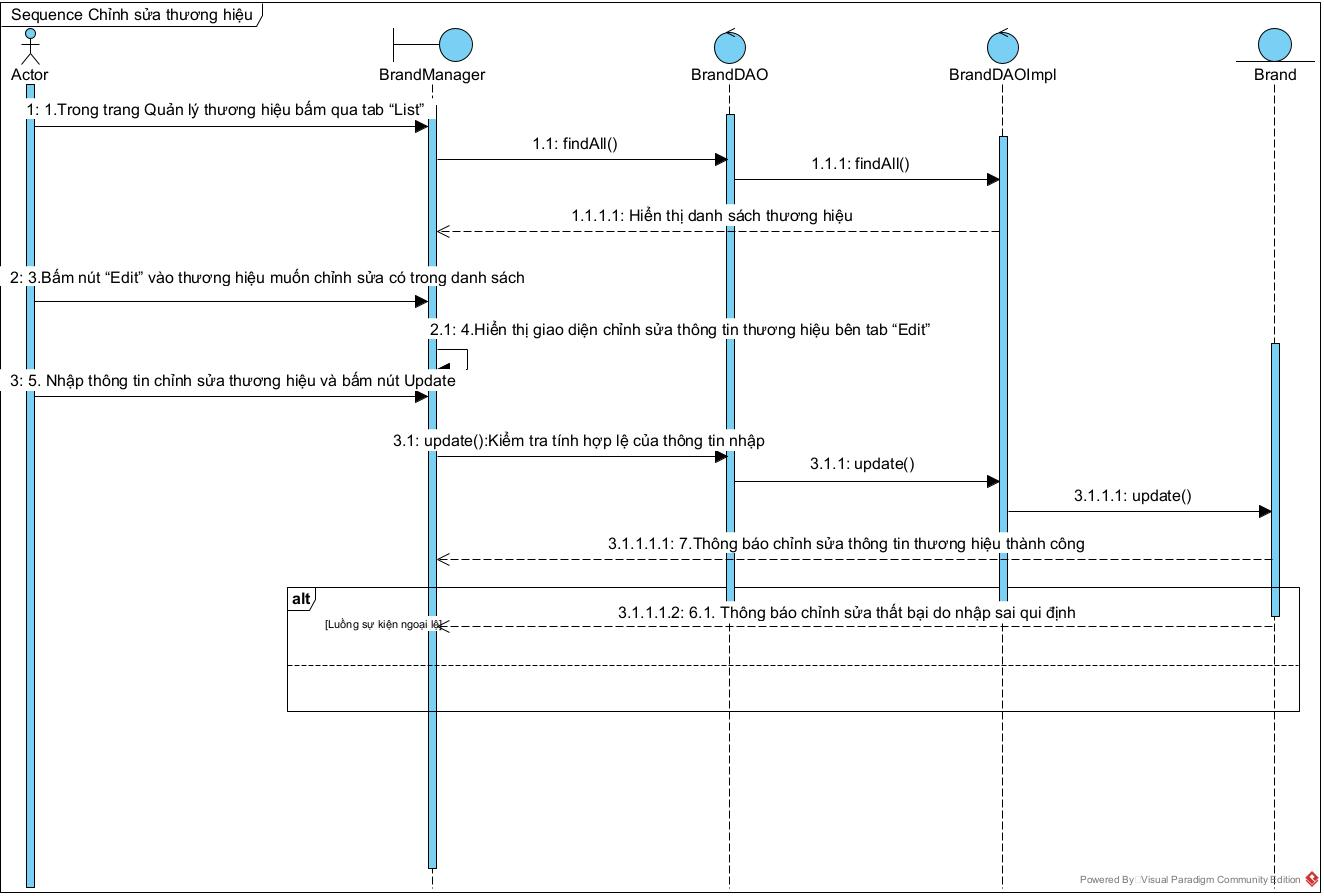 Sequence Chỉnh sửa thương hiệu
Actor
BrandManager
BrandDAO
BrandDAOImpl
Brand
1: 1.Trong trang Quản lý thương hiệu bấm qua tab “List”
1.1: findAll()
1.1.1: findAll()
1.1.1.1: Hiển thị danh sách thương hiệu
2: 3.Bấm nút “Edit” vào thương hiệu muốn chỉnh sửa có trong danh sách
2.1: 4.Hiển thị giao diện chỉnh sửa thông tin thương hiệu bên tab “Edit”
3: 5. Nhập thông tin chỉnh sửa thương hiệu và bấm nút Update
3.1: update():Kiểm tra tính hợp lệ của thông tin nhập
3.1.1: update()
3.1.1.1: update()
3.1.1.1.1: 7.Thông báo chỉnh sửa thông tin thương hiệu thành công
alt
3.1.1.1.2: 6.1. Thông báo chỉnh sửa thất bại do nhập sai qui định
[Luồng sự kiện ngoại lệ]
Powered By Visual Paradigm Community Edition